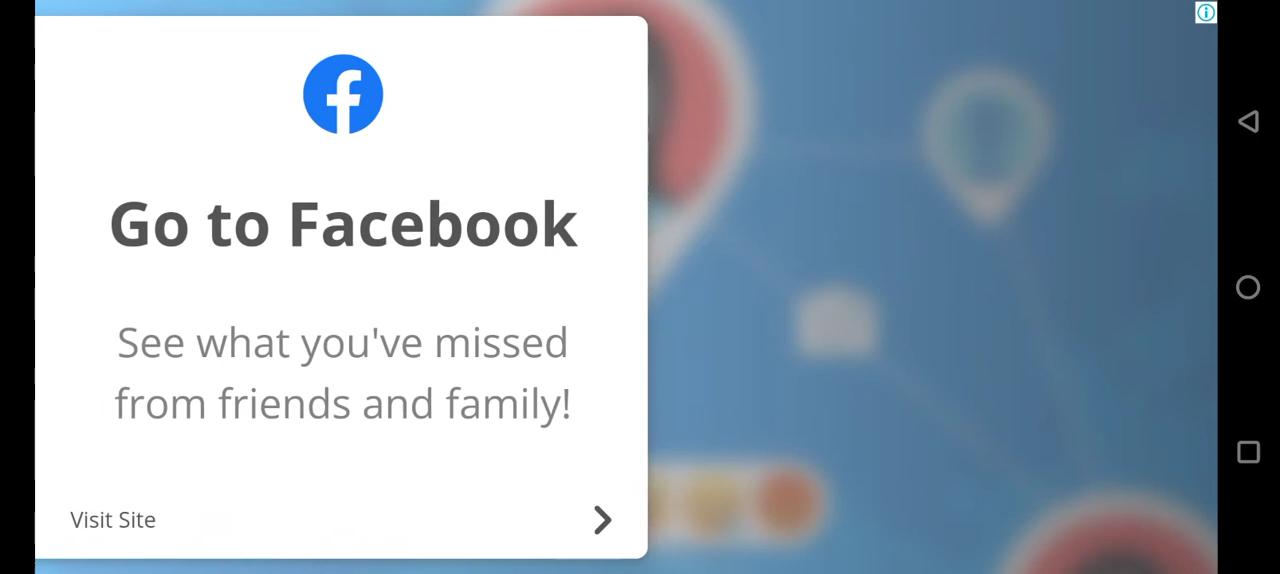 Go to Facebook
See what you've missed
from friends and family!
Visit Site